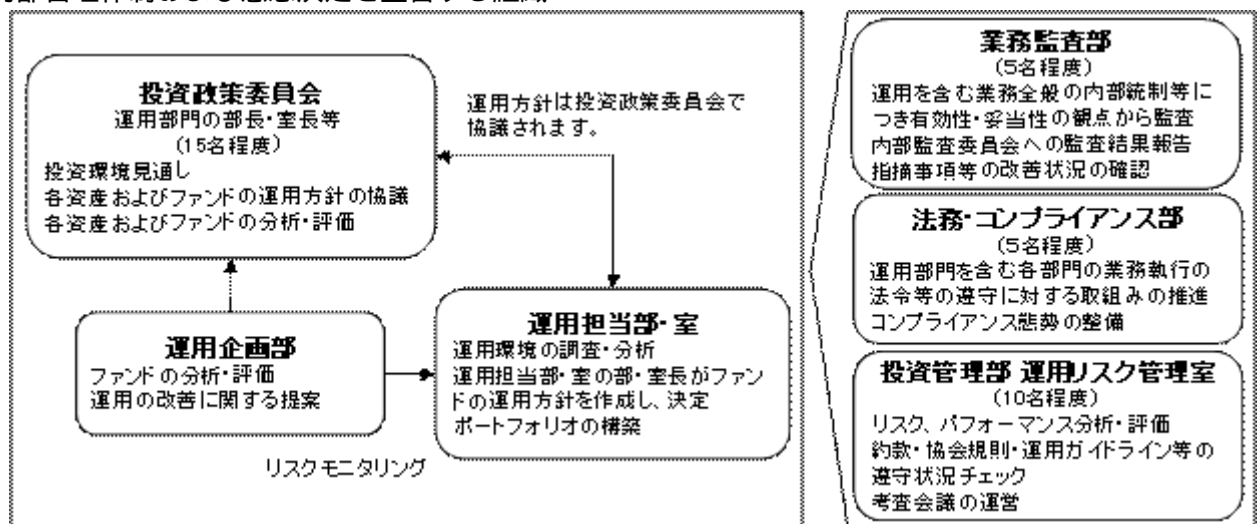 投資政策委員会
運用部門の部長・室長等
(15名程度)
投資環境見通し
各資産およびファンドの運用方針の協議
各資産およびファンドの分析・評価
運用方針は投資政策委員会で
協議されます。
運用企画部
ファンドの分析・評価
運用の改善に関する提案
リスクモニタリング
運用担当部・室
運用環境の調査・分析
運用担当部・室の部・室長がファン
ドの運用方針を作成し、決定
ポートフォリオの構築
業務監査部
(5名程度)
運用を含む業務全般の内部統制等に
つき有効性・妥当性の観点から監査
内部監査委員会への監査結果報告
指摘事項等の改善状況の確認
法務・コンプライアンス部
(5名程度)
運用部門を含む各部門の業務執行の
法令等の遵守に対する取組みの推進
コンプライアンス態勢の整備
投資管理部 運用リスク管理室
(10名程度)
リスク、パフォーマンス分析・評価
約款・協会規則・運用ガイドライン等の
遵守状況チェック
考査会議の運営